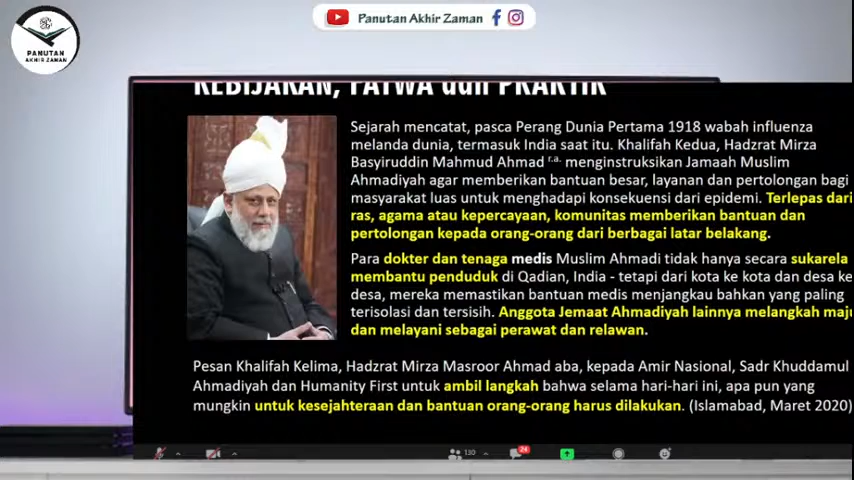 Panutan Akhir Zaman
PANUTAN
AKHIR ZAMAN
KEBIJAKAN, FATWA dan PRAKTIK
Sejarah mencatat, pasca Perang Dunia Pertama 1918 wabah influenza
melanda dunia, termasuk India saat itu. Khalifah Kedua, Hadzrat Mirza
Basyiruddin Mahmud Ahmad r.a. menginstruksikan Jamaah Muslim
Ahmadiyah agar memberikan bantuan besar, layanan dan pertolongan bagi
masyarakat luas untuk menghadapi konsekuensi dari epidemi. Terlepas dari
ras, agama atau kepercayaan, komunitas memberikan bantuan dan
pertolongan kepada orang-orang dari berbagai latar belakang.
Para dokter dan tenaga medis Muslim Ahmadi tidak hanya secara sukarela
membantu penduduk di Qadian, India - tetapi dari kota ke kota dan desa ke
desa, mereka memastikan bantuan medis menjangkau bahkan yang paling
terisolasi dan tersisih. Anggota Jemaat Ahmadiyah lainnya melangkah maju
dan melayani sebagai perawat dan relawan.
Pesan Khalifah Kelima, Hadzrat Mirza Masroor Ahmad aba, kepada Amir Nasional, Sadr Khuddamul
Ahmadiyah dan Humanity First untuk ambil langkah bahwa selama hari-hari ini, apa pun yang
mungkin untuk kesejahteraan dan bantuan orang-orang harus dilakukan. (Islamabad, Maret 2020)
130
24